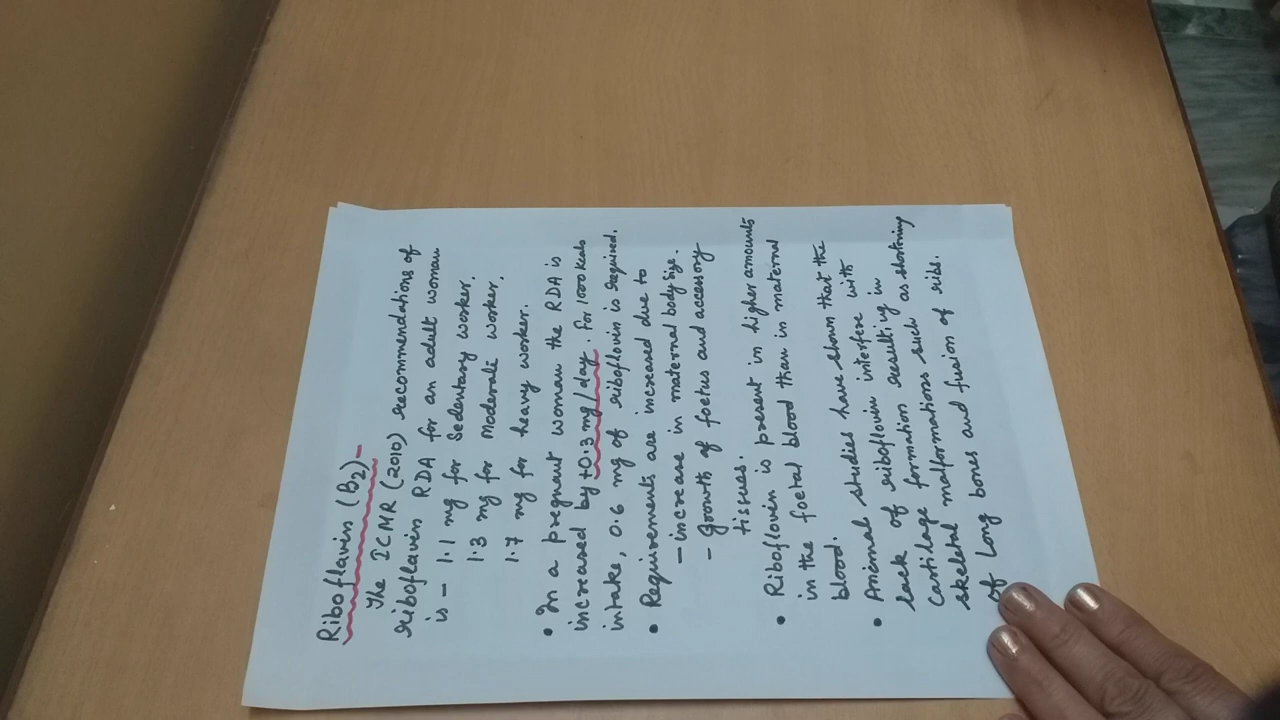 Riboflavin (B2) -
The ICMR (2010) recommendations of
riboflavin RDA for an adult woman
is - 1.1 mg for Sedentary worker.
1.3 mg for Moderate worker.
1.7 mg for heavy worker.
• In a pregnant woman the RDA is
increased by +0.3 mg/day. For 1000 kcals
intake, 0.6 mg of riboflovin is required.
• Requirements are increased due to
- increase in maternal body size.
- Growth of foetus and accessory
tissues.
• Riboflovin is present in higher amounts
in the foetal blood than in maternal
blood.
• Animal studies have shown that the
lack of riboflovin interfere with
Cartilage formation resulting in
skeletal malformations such as shortning
of Long bones and fusion of ribs.